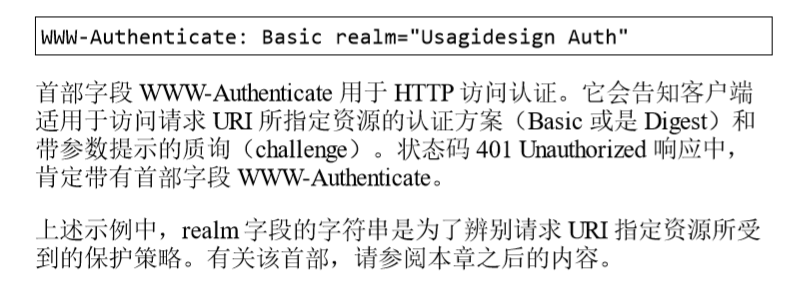 WWW-Authenticate: Basic realm="Usagidesign Auth"
首部字段 WWW-Authenticate 用于 HTTP 访问认证。它会告知客户端
适用于访问请求 URI 所指定资源的认证方案（Basic 或是 Digest）和
带参数提示的质询（challenge）。状态码 401 Unauthorized 响应中，
肯定带有首部字段 WWW-Authenticate。
上述示例中，realm 字段的字符串是为了辨别请求 URI 指定资源所受
到的保护策略。有关该首部，请参阅本章之后的内容。